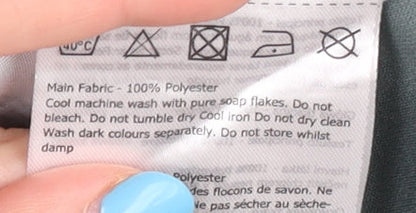 40°C
Main Fabric - 100% Polyester
Cool machine wash with pure soap flakes. Do not
bleach. Do not tumble dry Cool iron Do not dry clean
Wash dark colours separately. Do not store whilst
damp
Polyester
des flocons de savon. Ne
Ne pas sécher au sèche-